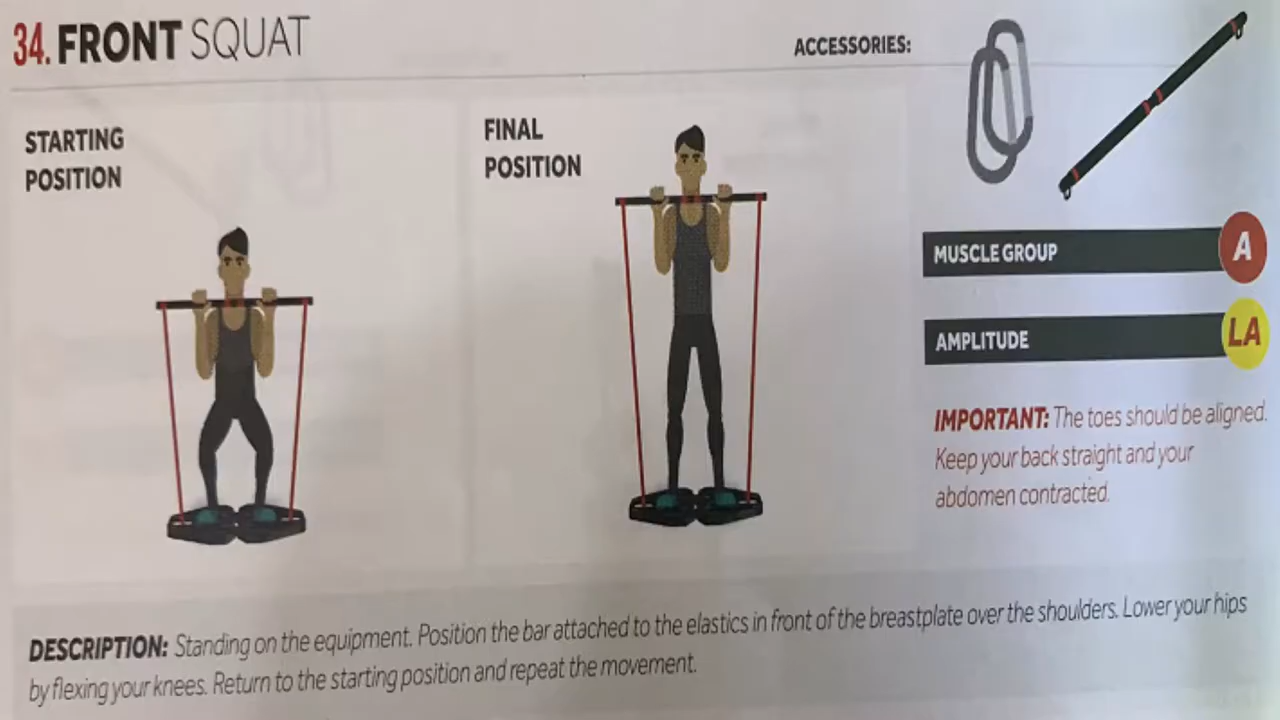 34. FRONT SQUAT
ACCESSORIES:
STARTING
POSITION
FINAL
POSITION
MUSCLE GROUP A
AMPLITUDE LA
IMPORTANT: The toes should be aligned.
Keep your back straight and your
abdomen contracted.
DESCRIPTION: Standing on the equipment. Position the bar attached to the elastics in front of the breastplate over the shoulders. Lower your hips
by flexing your knees. Return to the starting position and repeat the movement.